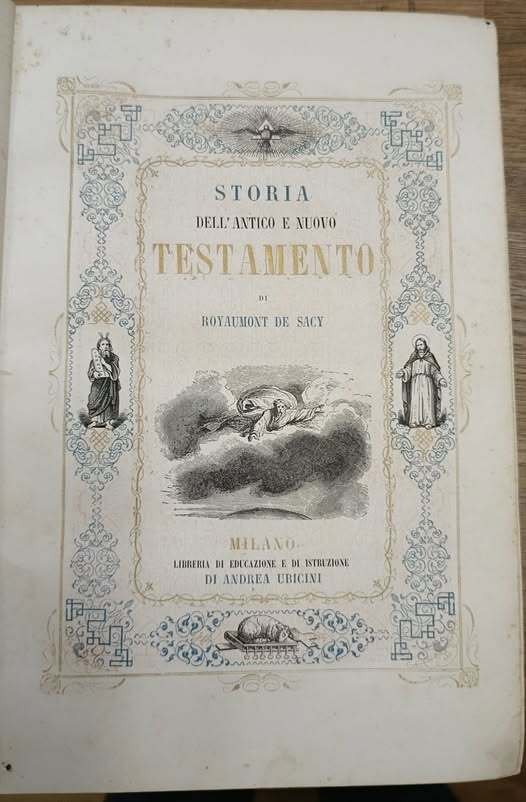 STORIA
DELL'ANTICO E NUOVO
TESTAMENTO
DI
ROYAUMONT DE SACY
MILANO
LIBRERIA DI EDUCAZIONE E DI ISTRUZIONE
DI ANDREA UBICINI